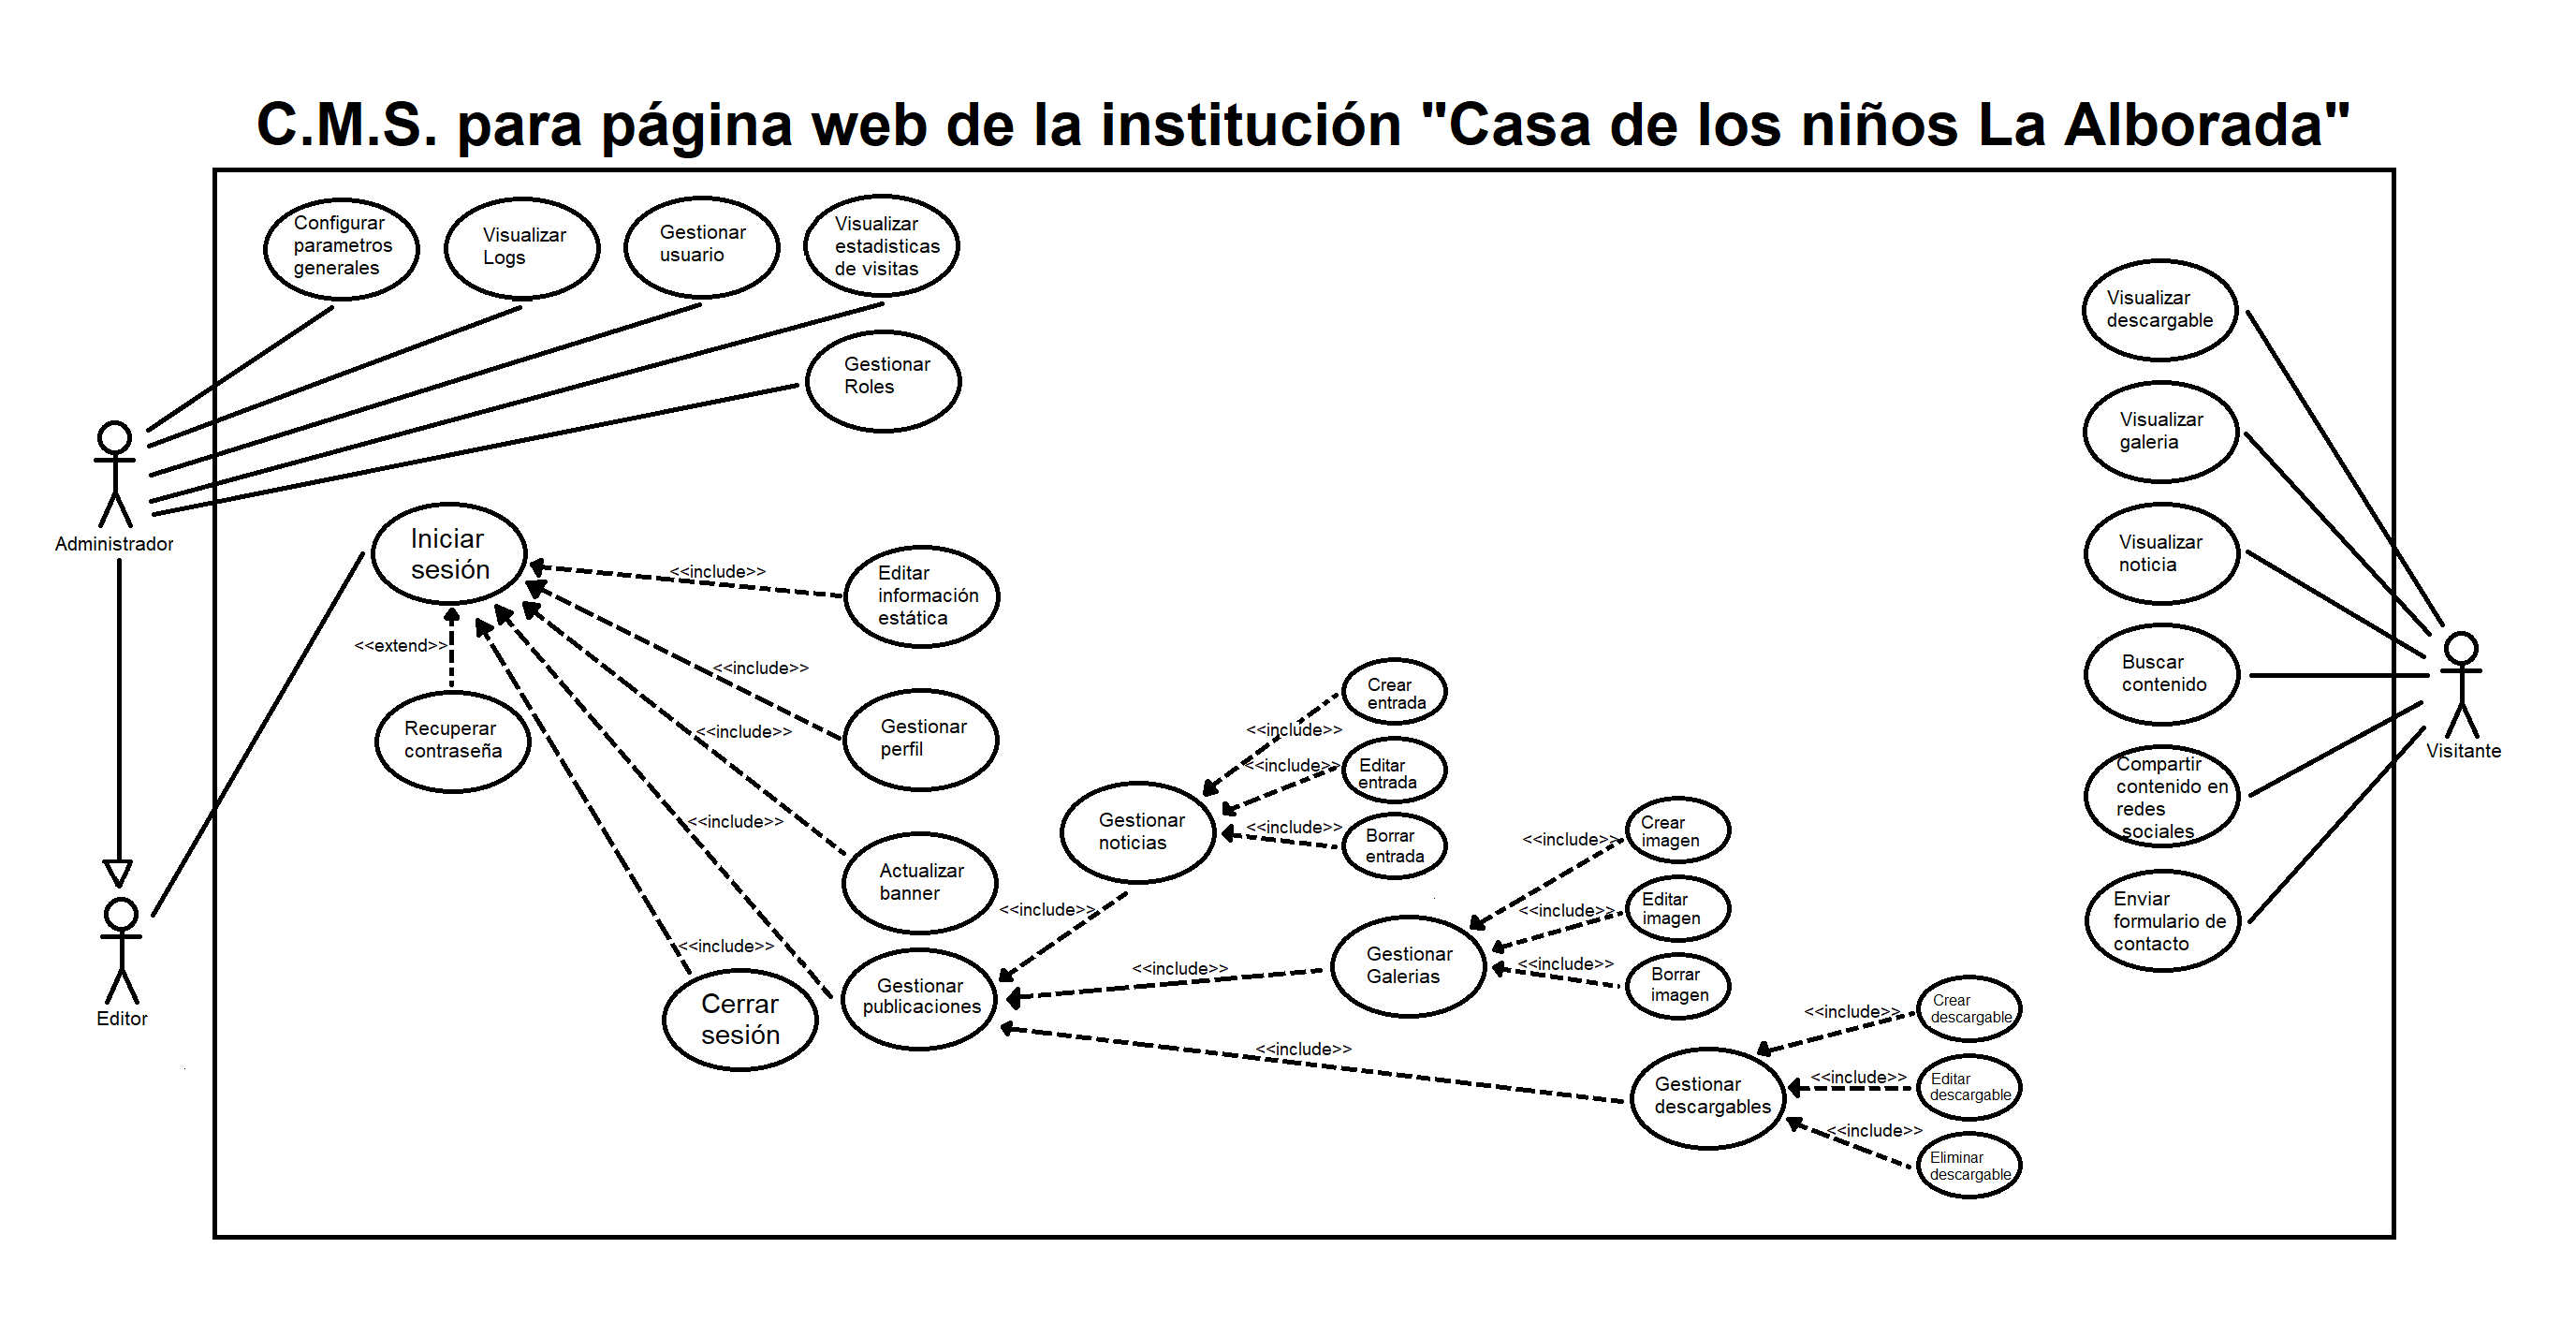 C.M.S. para página web de la institución "Casa de los niños La Alborada"
Configurar
parametros
generales
Visualizar
Logs
Gestionar
usuario
Visualizar
estadisticas
de visitas
Gestionar
Roles
Administrador
Iniciar
sesión
<<include>>
Editar
información
estática
<<extend>>
<<include>>
Recuperar
contraseña
Gestionar
perfil
<<include>>
<<include>>
Actualizar
banner
<<include>>
Cerrar
sesión
Gestionar
publicaciones
Editor
<<include>>
Gestionar
noticias
<<include>>
Crear
entrada
<<include>>
Editar
entrada
<<include>>
Borrar
entrada
<<include>>
Gestionar
Galerias
<<include>>
Crear
imagen
<<include>>
Editar
imagen
<<include>>
Borrar
imagen
<<include>>
Gestionar
descargables
<<include>>
Crear
descargable
<<include>>
Editar
descargable
<<include>>
Eliminar
descargable
Visualizar
descargable
Visualizar
galeria
Visualizar
noticia
Buscar
contenido
Compartir
contenido en
redes
sociales
Enviar
formulario de
contacto
Visitante